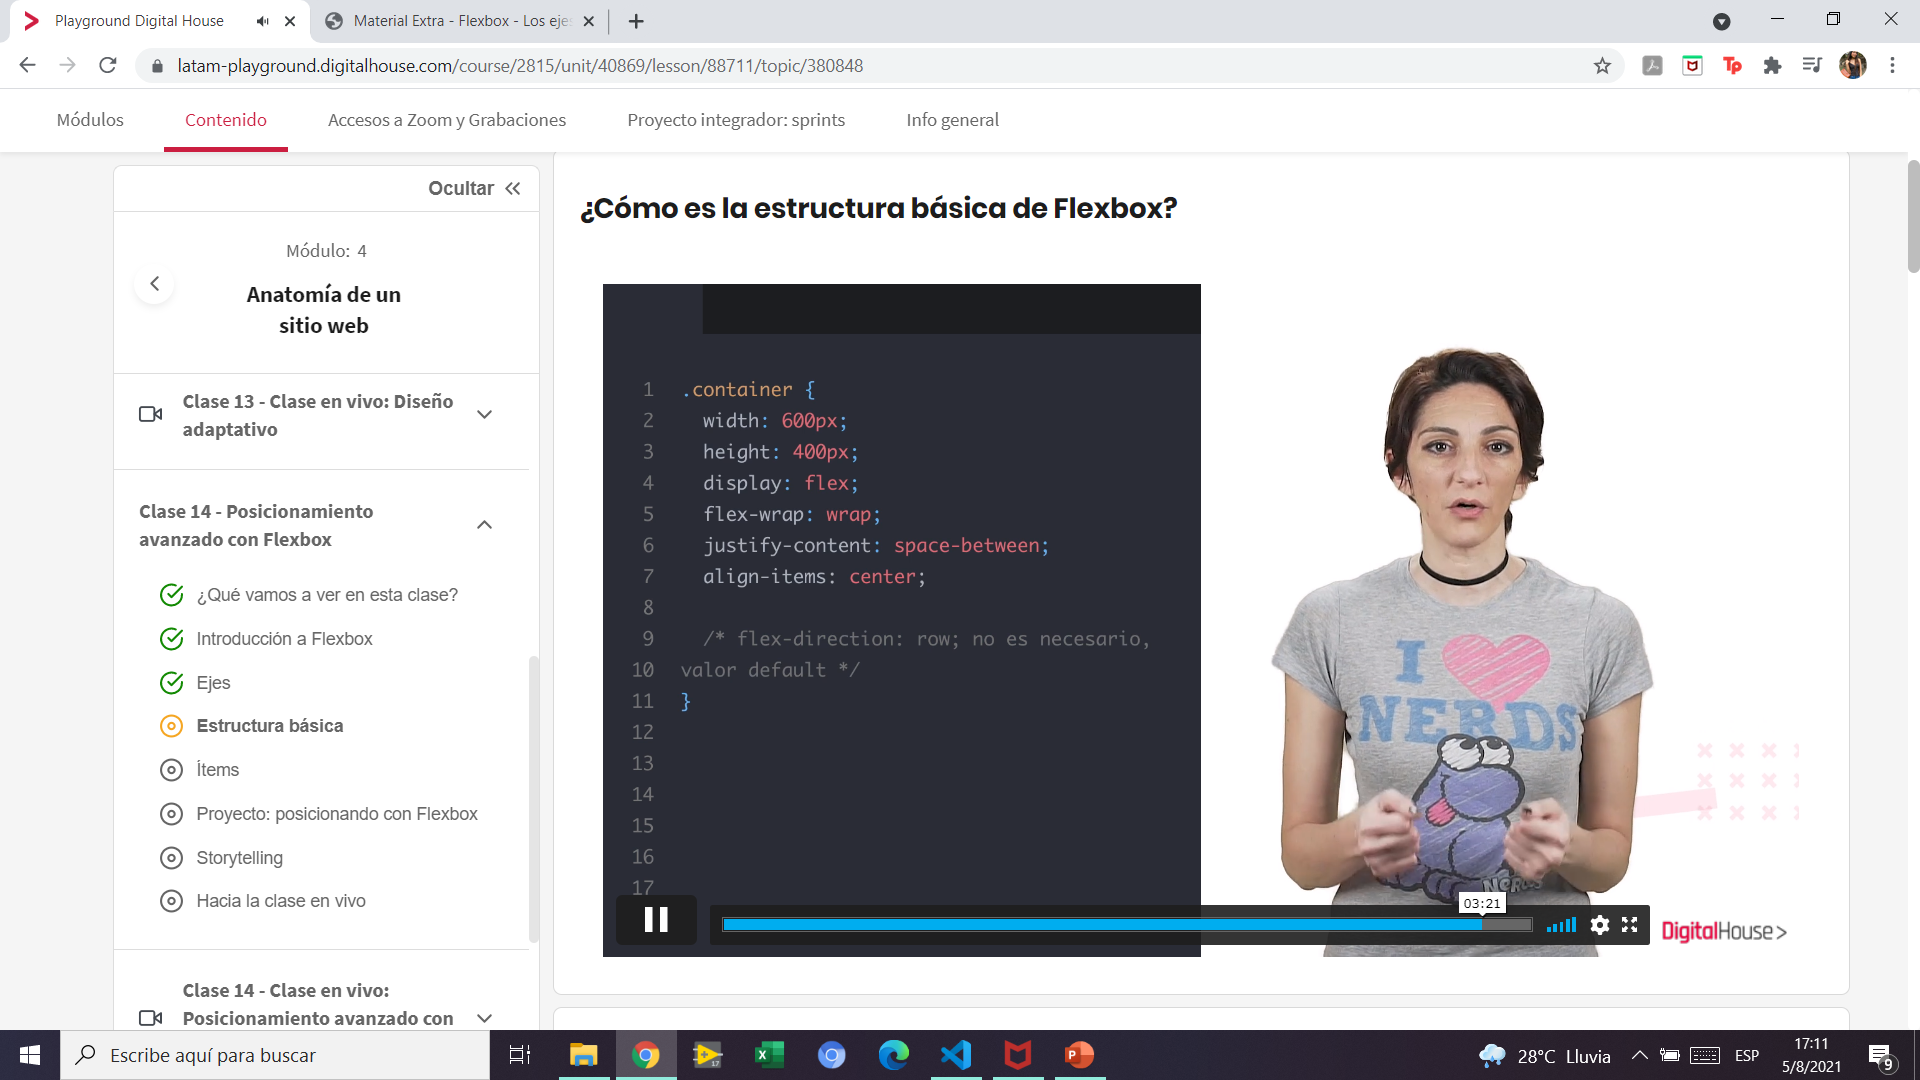 Playground Digital House
Material Extra - Flexbox - Los eje
latam-playground.digitalhouse.com/course/2815/unit/40869/lesson/88711/topic/380848
Módulos
Contenido
Accesos a Zoom y Grabaciones
Proyecto integrador: sprints
Info general
Ocultar
Módulo: 4
Anatomía de un
sitio web
Clase 13 - Clase en vivo: Diseño
adaptativo
Clase 14 - Posicionamiento
avanzado con Flexbox
¿Qué vamos a ver en esta clase?
Introducción a Flexbox
Ejes
Estructura básica
Ítems
Proyecto: posicionando con Flexbox
Storytelling
Hacia la clase en vivo
Clase 14 - Clase en vivo:
Posicionamiento avanzado con
¿Cómo es la estructura básica de Flexbox?
1 .container {
2 width: 600px;
3 height: 400px;
4 display: flex;
5 flex-wrap: wrap;
6 justify-content: space-between;
7 align-items: center;
8
9 /* flex-direction: row; no es necesario,
10 valor default */
11 }
12
13
14
15
16
17
I
NERDS
NERDS
03:21
DigitalHouse>
Escribe aquí para buscar
28°C Lluvia
ESP
17:11
5/8/2021
9